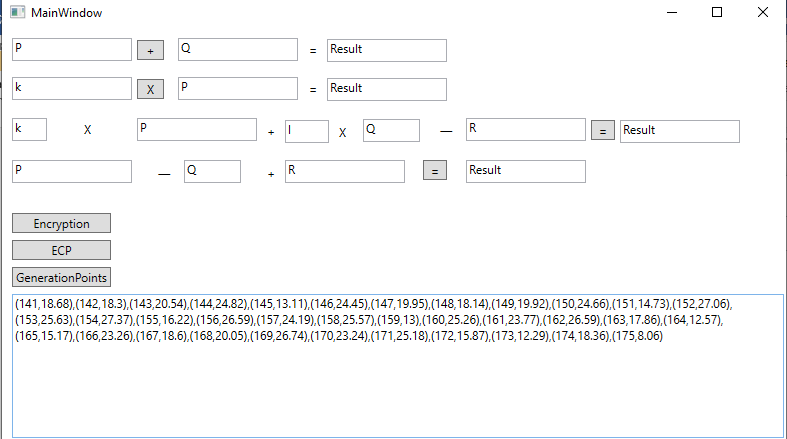 MainWindow
P + Q = Result
k X P = Result
k X P + l X Q — R = Result
P — Q + R = Result
Encryption
ECP
GenerationPoints
(141,18.68),(142,18.3),(143,20.54),(144,24.82),(145,13.11),(146,24.45),(147,19.95),(148,18.14),(149,19.92),(150,24.66),(151,14.73),(152,27.06),
(153,25.63),(154,27.37),(155,16.22),(156,26.59),(157,24.19),(158,25.57),(159,13),(160,25.26),(161,23.77),(162,26.59),(163,17.86),(164,12.57),
(165,15.17),(166,23.26),(167,18.6),(168,20.05),(169,26.74),(170,23.24),(171,25.18),(172,15.87),(173,12.29),(174,18.36),(175,8.06)